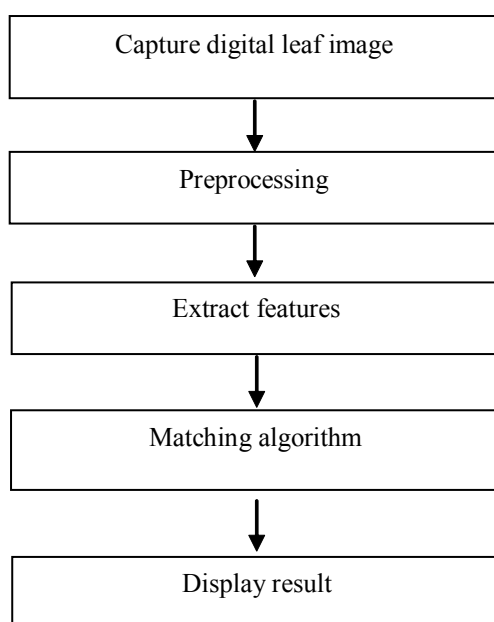 Capture digital leaf image
Preprocessing
Extract features
Matching algorithm
Display result